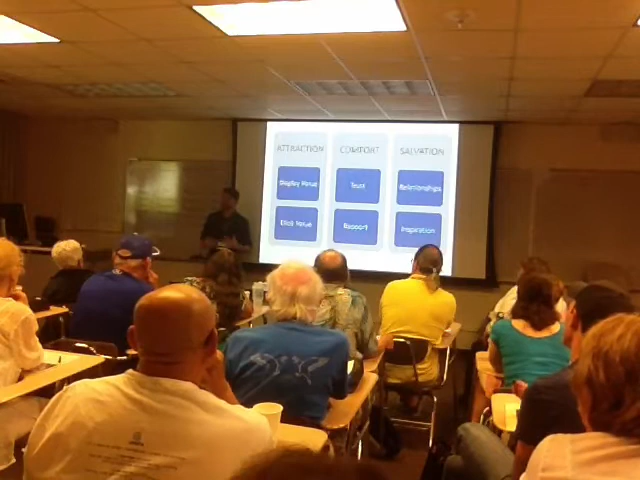 ATTRACTION COMFORT SALVATION
Display Value Trust Relationships
Elicit Value Rapport Inspiration